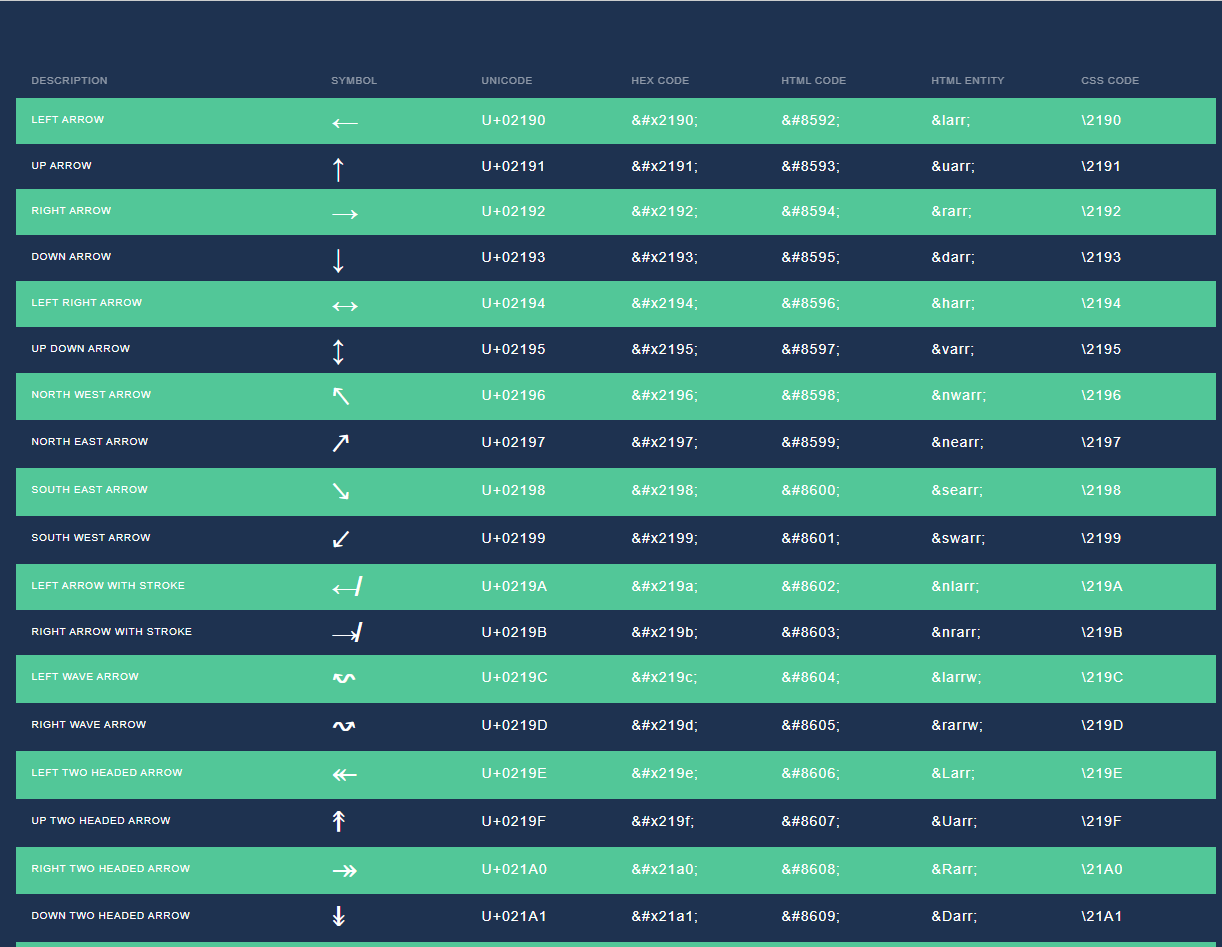 DESCRIPTION SYMBOL UNICODE HEX CODE HTML CODE HTML ENTITY CSS CODE
LEFT ARROW ← U+02190 &#x2190; &#8592; &larr; \2190
UP ARROW ↑ U+02191 &#x2191; &#8593; &uarr; \2191
RIGHT ARROW → U+02192 &#x2192; &#8594; &rarr; \2192
DOWN ARROW ↓ U+02193 &#x2193; &#8595; &darr; \2193
LEFT RIGHT ARROW ↔ U+02194 &#x2194; &#8596; &harr; \2194
UP DOWN ARROW ↕ U+02195 &#x2195; &#8597; &varr; \2195
NORTH WEST ARROW ↖ U+02196 &#x2196; &#8598; &nwarr; \2196
NORTH EAST ARROW ↗ U+02197 &#x2197; &#8599; &nearr; \2197
SOUTH EAST ARROW ↘ U+02198 &#x2198; &#8600; &searr; \2198
SOUTH WEST ARROW ↙ U+02199 &#x2199; &#8601; &swarr; \2199
LEFT ARROW WITH STROKE ↚ U+0219A &#x219a; &#8602; &nlarr; \219A
RIGHT ARROW WITH STROKE ↛ U+0219B &#x219b; &#8603; &nrarr; \219B
LEFT WAVE ARROW ↜ U+0219C &#x219c; &#8604; &larrw; \219C
RIGHT WAVE ARROW ↝ U+0219D &#x219d; &#8605; &rarrw; \219D
LEFT TWO HEADED ARROW ↞ U+0219E &#x219e; &#8606; &Larr; \219E
UP TWO HEADED ARROW ↟ U+0219F &#x219f; &#8607; &Uarr; \219F
RIGHT TWO HEADED ARROW ↠ U+021A0 &#x21a0; &#8608; &Rarr; \21A0
DOWN TWO HEADED ARROW ↡ U+021A1 &#x21a1; &#8609; &Darr; \21A1